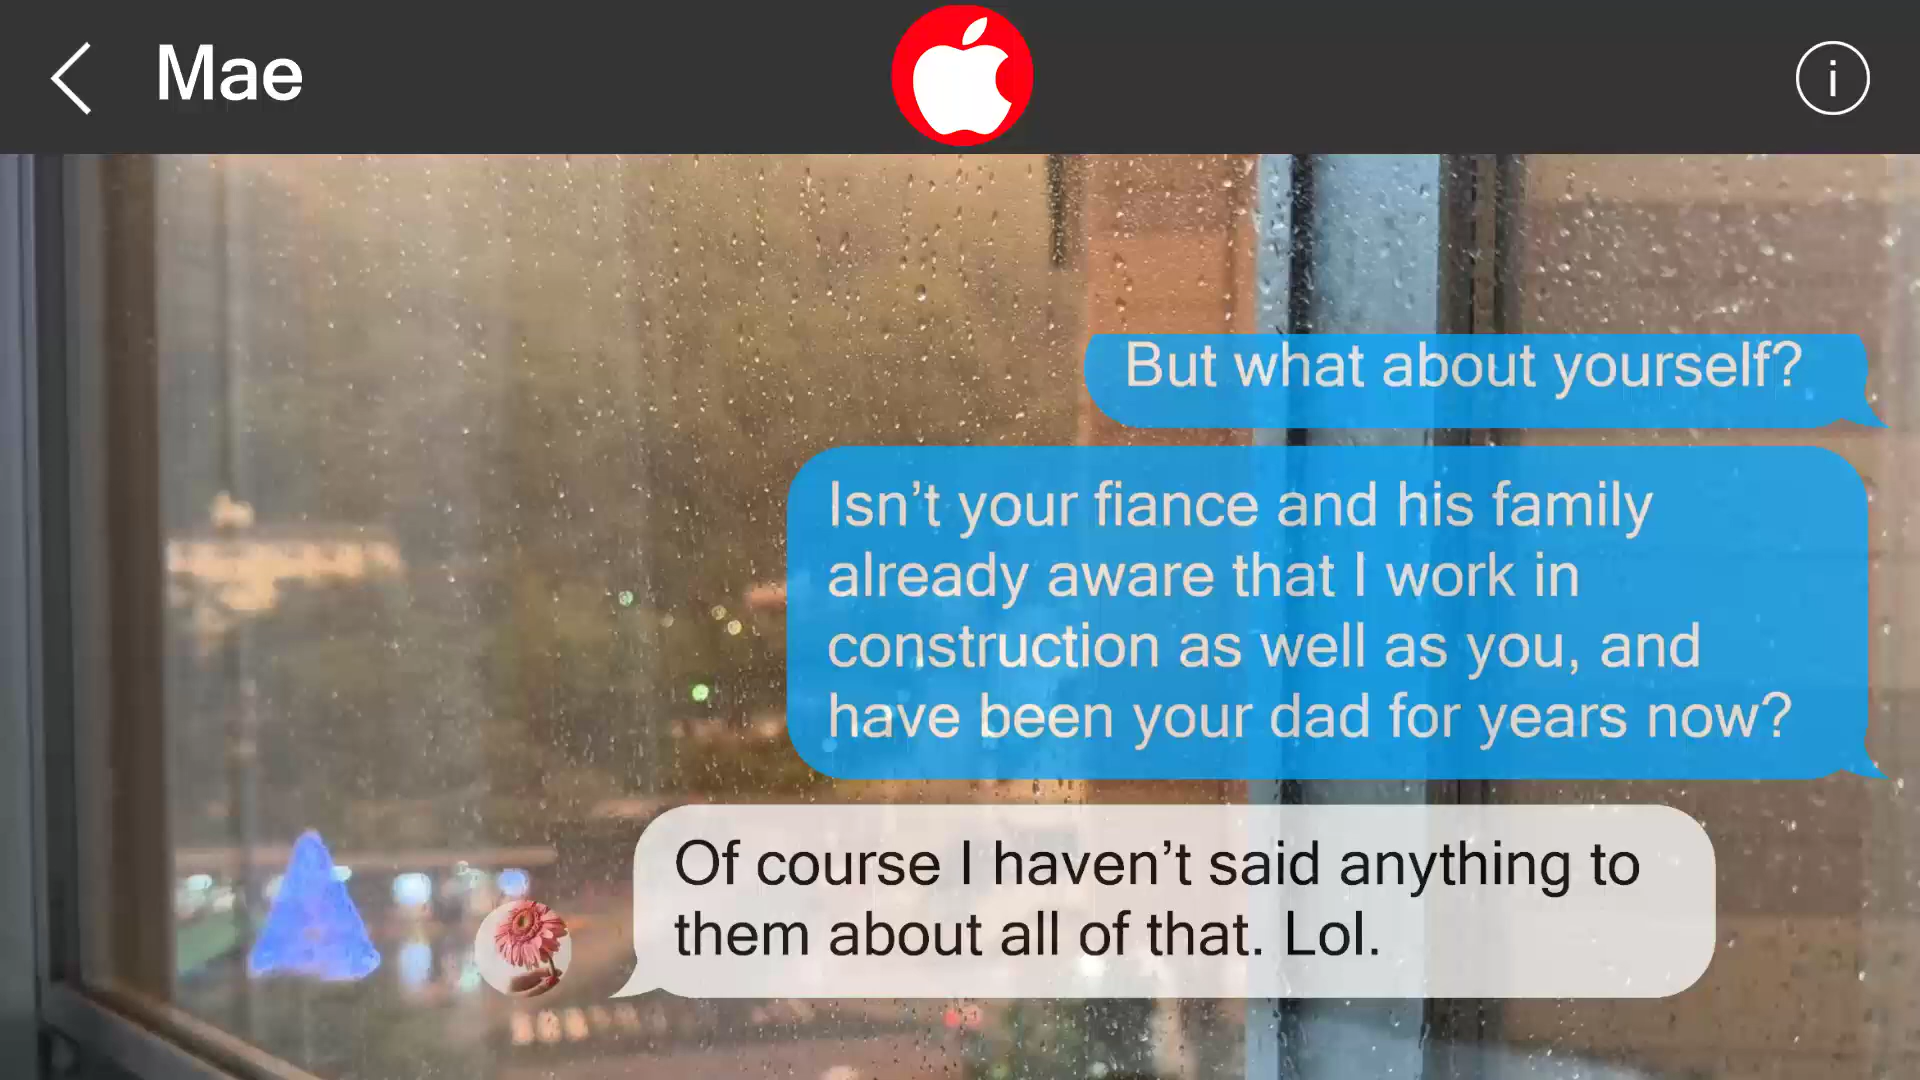 Mae
i
But what about yourself?
Isn’t your fiance and his family
already aware that I work in
construction as well as you, and
have been your dad for years now?
Of course I haven’t said anything to
them about all of that. Lol.